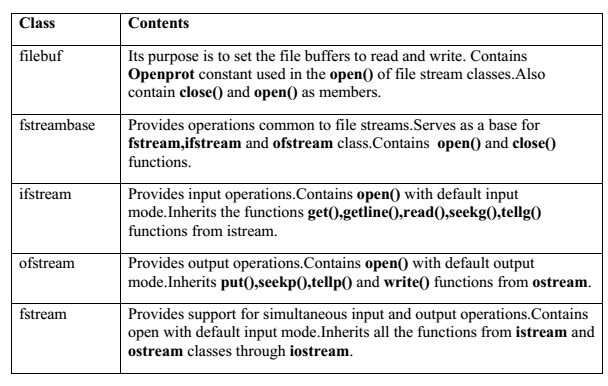 Class Contents
filebuf Its purpose is to set the file buffers to read and write. Contains
Openprot constant used in the open() of file stream classes.Also
contain close() and open() as members.
fstreambase Provides operations common to file streams.Serves as a base for
fstream,ifstream and ofstream class.Contains open() and close()
functions.
ifstream Provides input operations.Contains open() with default input
mode.Inherits the functions get(),getline(),read(),seekg(),tellg()
functions from istream.
ofstream Provides output operations.Contains open() with default output
mode.Inherits put(),seekp(),tellp() and write() functions from ostream.
fstream Provides support for simultaneous input and output operations.Contains
open with default input mode.Inherits all the functions from istream and
ostream classes through iostream.